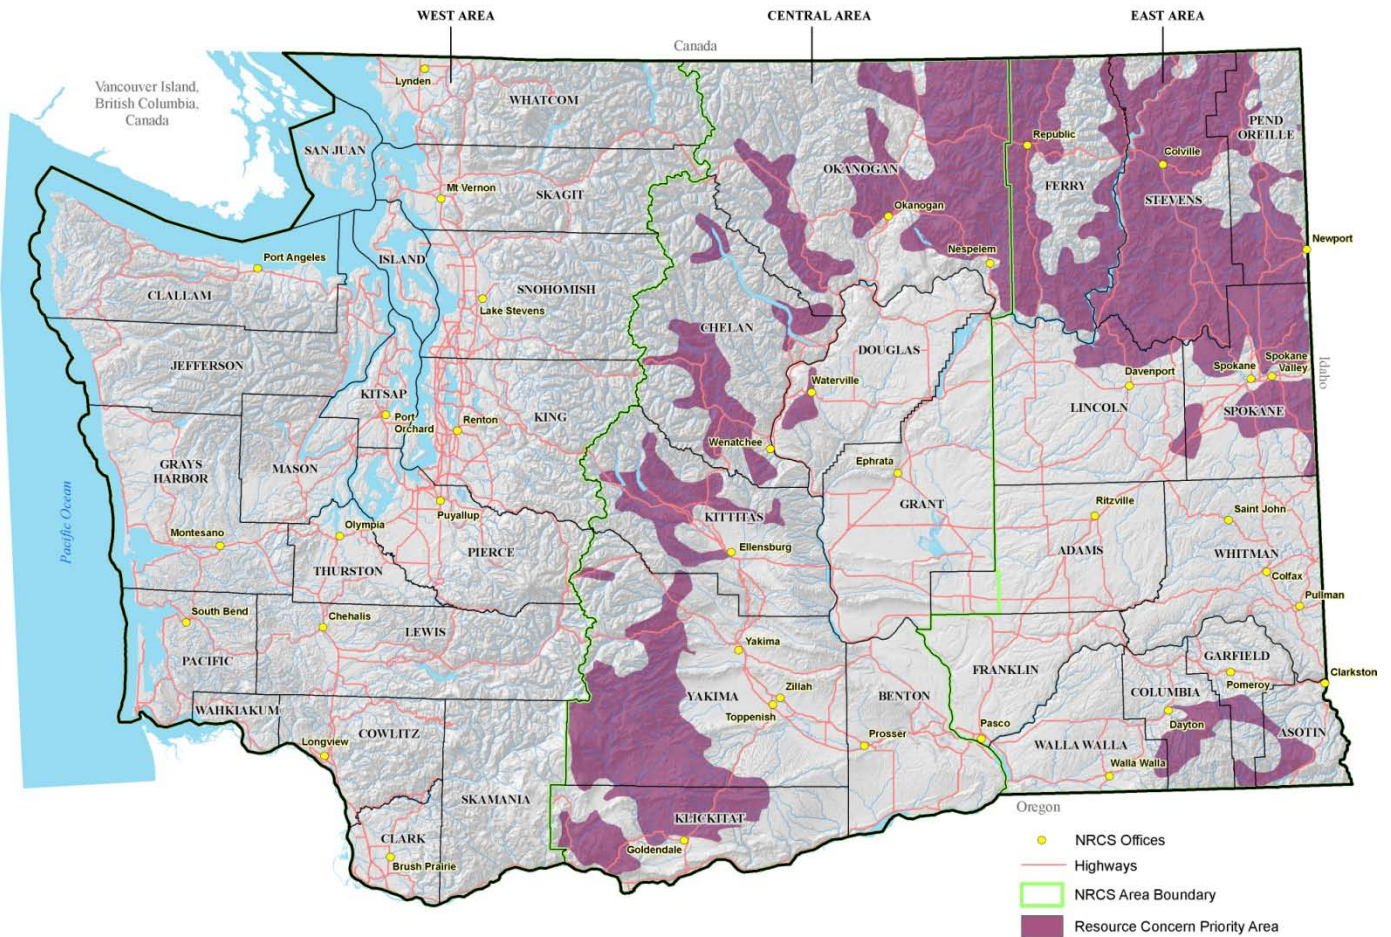 WEST AREA
CENTRAL AREA
EAST AREA
Canada
Vancouver Island,
British Columbia,
Canada
Lynden
WHATCOM
SAN JUAN
OKANOGAN
Republic
PEND
OREILLE
Colville
FERRY
STEVENS
Mt Vernon
SKAGIT
Okanogan
Nespelem
Newport
Port Angeles
ISLAND
CLALLAM
SNOHOMISH
Lake Stevens
CHELAN
DOUGLAS
JEFFERSON
Waterville
Davenport
Spokane
Spokane
Valley
Idaho
KITSAP
Port
Orchard
Renton
KING
LINCOLN
SPOKANE
Wenatchee
GRAYS
HARBOR
MASON
Ephrata
GRANT
Pacific Ocean
Puyallup
KITTITAS
Ritzville
Saint John
Montesano
Olympia
PIERCE
Ellensburg
ADAMS
WHITMAN
THURSTON
Colfax
Pullman
South Bend
Chehalis
LEWIS
Yakima
PACIFIC
FRANKLIN
GARFIELD
Clarkston
Zillah
YAKIMA
Toppenish
BENTON
COLUMBIA
Pomeroy
WAHKIAKUM
COWLITZ
Longview
Prosser
Pasco
Dayton
ASOTIN
WALLA WALLA
Walla Walla
SKAMANIA
KLICKITAT
Goldendale
CLARK
Brush Prairie
Oregon
NRCS Offices
Highways
NRCS Area Boundary
Resource Concern Priority Area